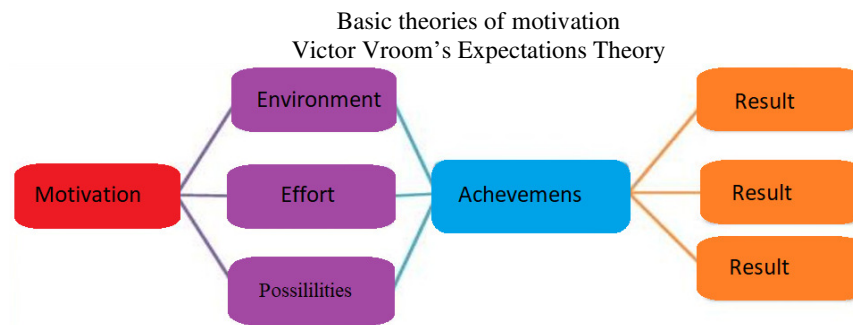 Basic theories of motivation
Victor Vroom’s Expectations Theory
Environment
Result
Motivation
Effort
Achevemens
Result
Possililities
Result